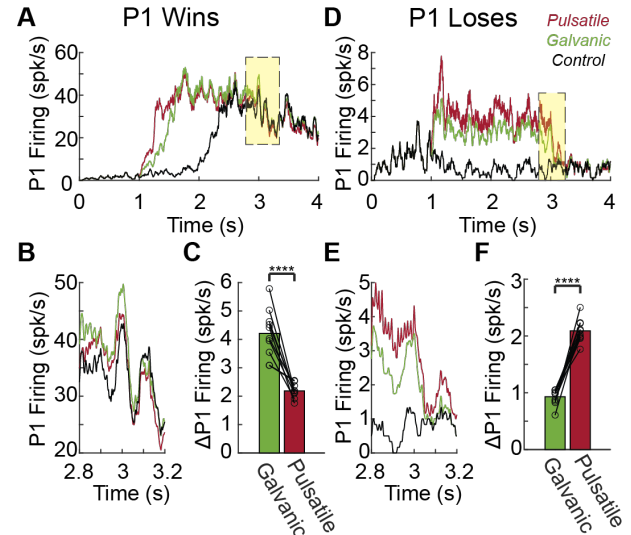 A P1 Wins D P1 Loses
Pulsatile
Galvanic
Control
P1 Firing (spk/s)
60
40
20
0
0 1 2 3 4
Time (s)
P1 Firing (spk/s)
8
6
4
2
0
0 1 2 3 4
Time (s)
B
P1 Firing (spk/s)
50
40
30
20
2.8 3 3.2
Time (s)
C
ΔP1 Firing (spk/s)
6
5
4
3
2
1
0
****
Galvanic
Pulsatile
E
P1 Firing (spk/s)
5
4
3
2
1
0
2.8 3 3.2
Time (s)
F
ΔP1 Firing (spk/s)
3
2
1
0
****
Galvanic
Pulsatile